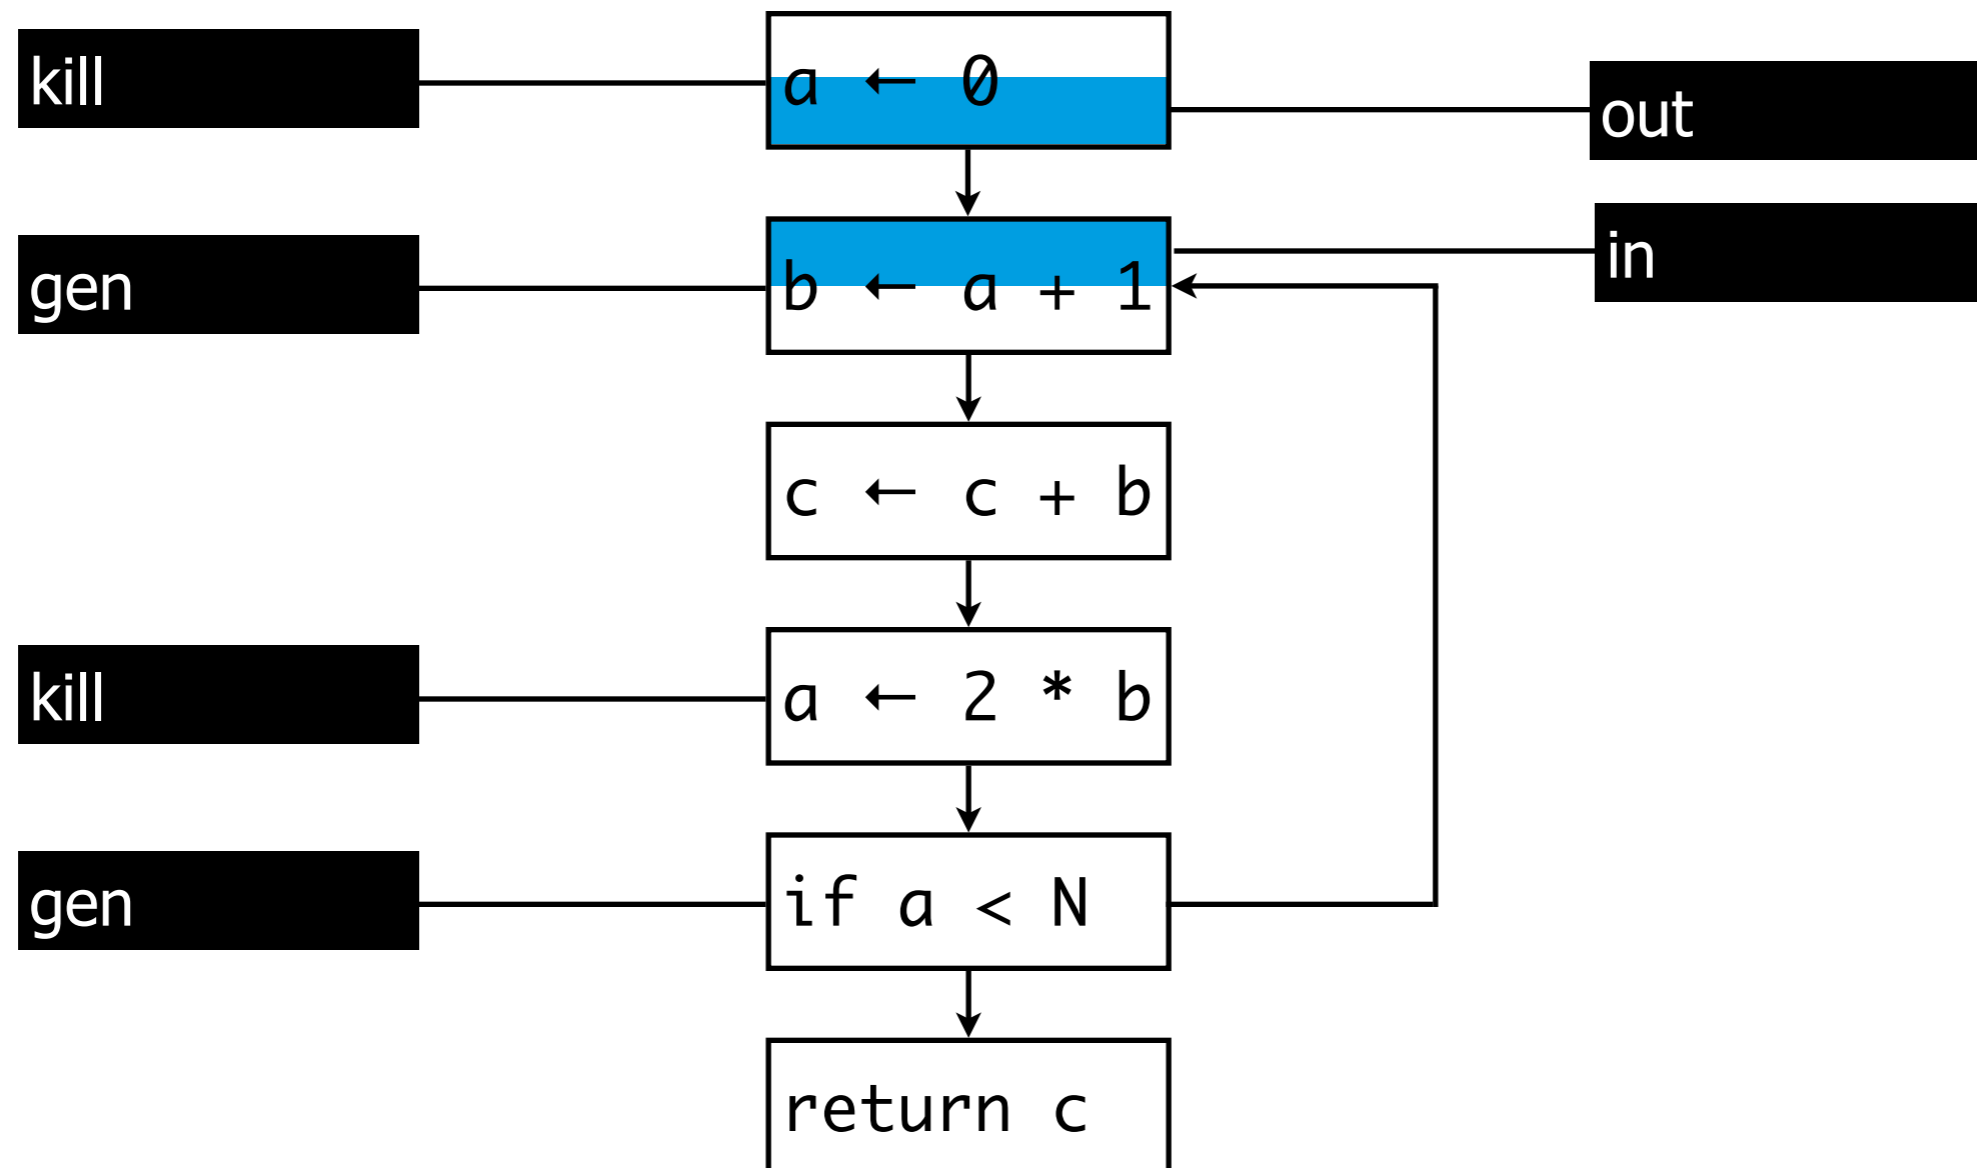 kill
a ← 0
out
gen
b ← a + 1
in
c ← c + b
kill
a ← 2 * b
gen
if a < N
return c